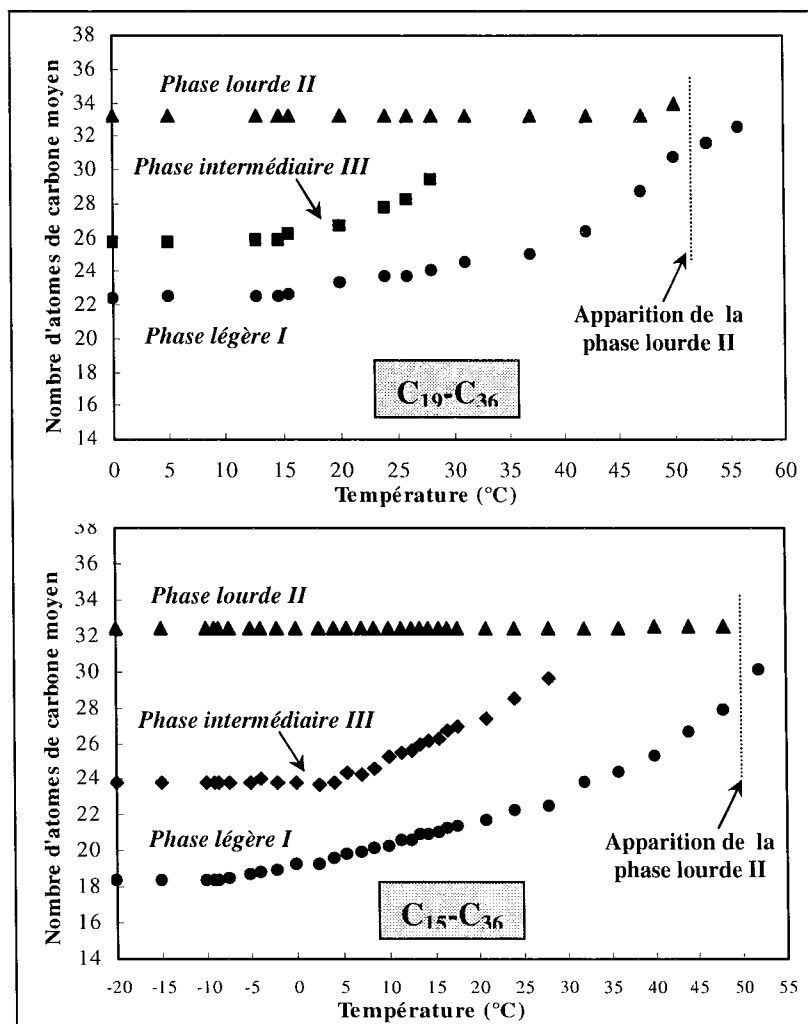 Nombre d'atomes de carbone moyen
38
36
34
32
30
28
26
24
22
20
18
16
14
Phase lourde II
Phase intermédiaire III
Phase légère I
Apparition de la
phase lourde II
C19-C36
0 5 10 15 20 25 30 35 40 45 50 55 60
Température (°C)
Nombre d'atomes de carbone moyen
38
36
34
32
30
28
26
24
22
20
18
16
14
Phase lourde II
Phase intermédiaire III
Phase légère I
Apparition de la
phase lourde II
C15-C36
-20 -15 -10 -5 0 5 10 15 20 25 30 35 40 45 50 55
Température (°C)